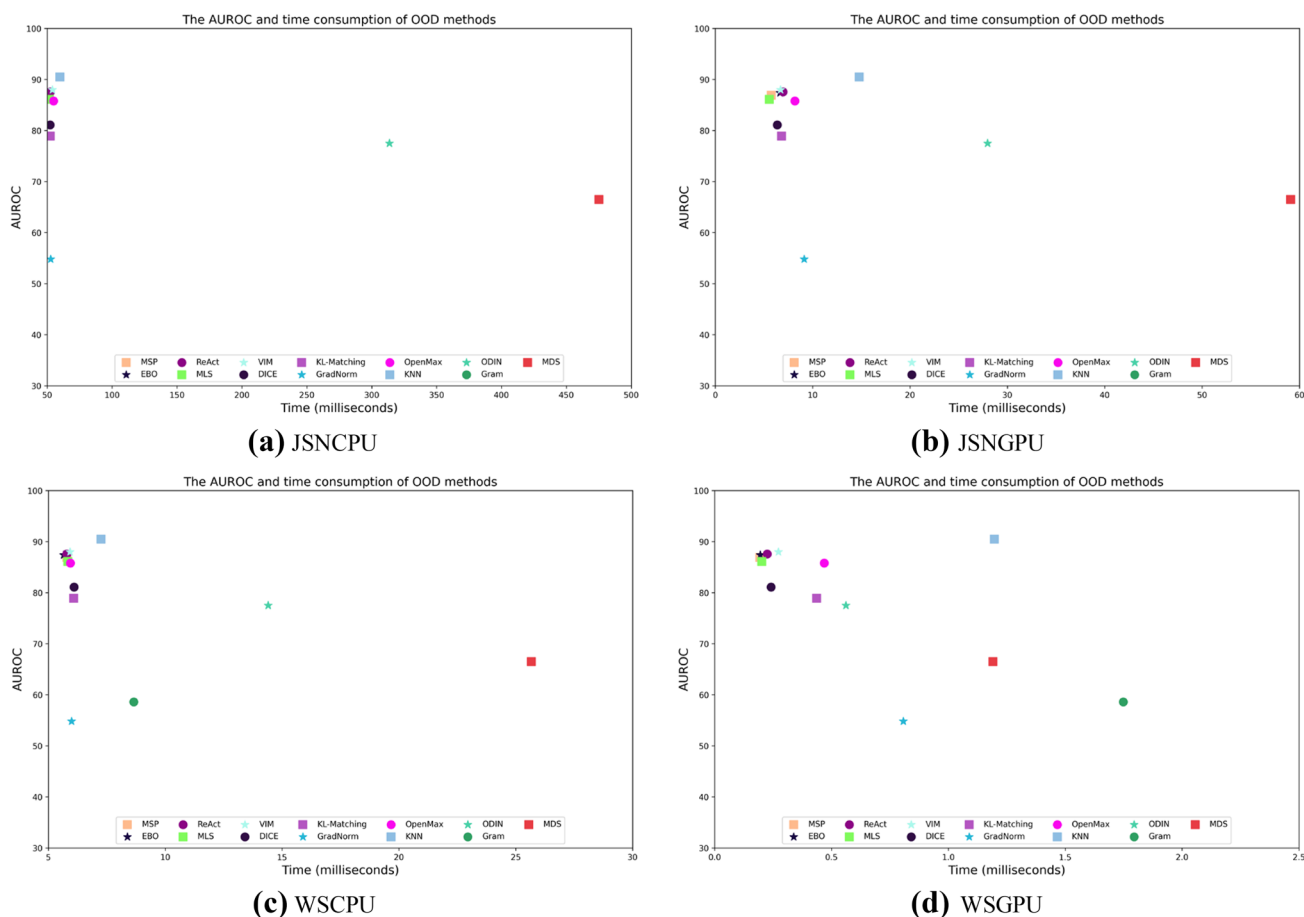 The AUROC and time consumption of OOD methods
100
90
80
70
60
50
40
30
AUROC
MSP ReAct VIM KL-Matching OpenMax ODIN MDS
EBO MLS DICE GradNorm KNN Gram
50 100 150 200 250 300 350 400 450 500
Time (milliseconds)
(a) JSNCPU
The AUROC and time consumption of OOD methods
100
90
80
70
60
50
40
30
AUROC
MSP ReAct VIM KL-Matching OpenMax ODIN MDS
EBO MLS DICE GradNorm KNN Gram
0 10 20 30 40 50 60
Time (milliseconds)
(b) JSNGPU
The AUROC and time consumption of OOD methods
100
90
80
70
60
50
40
30
AUROC
MSP ReAct VIM KL-Matching OpenMax ODIN MDS
EBO MLS DICE GradNorm KNN Gram
5 10 15 20 25 30
Time (milliseconds)
(c) WSCPU
The AUROC and time consumption of OOD methods
100
90
80
70
60
50
40
30
AUROC
MSP ReAct VIM KL-Matching OpenMax ODIN MDS
EBO MLS DICE GradNorm KNN Gram
0.0 0.5 1.0 1.5 2.0 2.5
Time (milliseconds)
(d) WSGPU